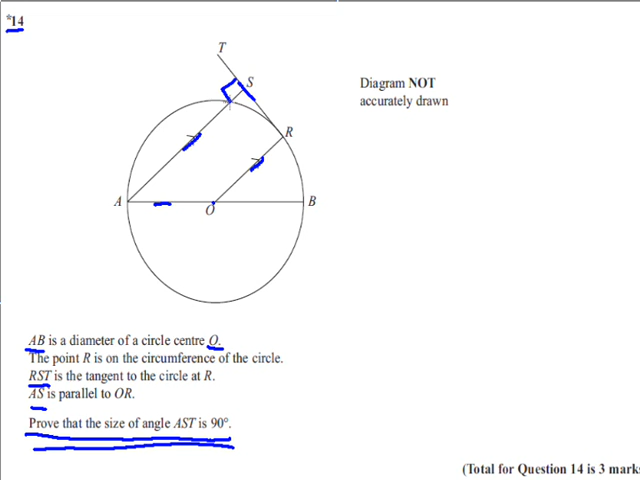 *14
T
S
Diagram NOT
accurately drawn
R
A
O
B
AB is a diameter of a circle centre O.
The point R is on the circumference of the circle.
RST is the tangent to the circle at R.
AS is parallel to OR.
Prove that the size of angle AST is 90°.
(Total for Question 14 is 3 mark